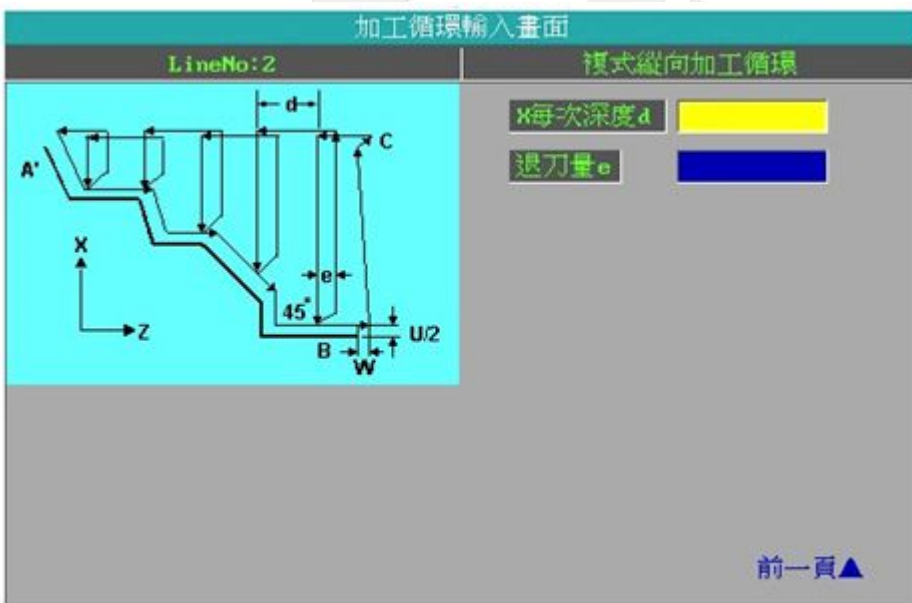 加工循環輸入畫面
LineNo:2
複式縱向加工循環
d
C
A'
X
Z
e
45°
B
W
U/2
X每次深度d
退刀量e
前一頁▲